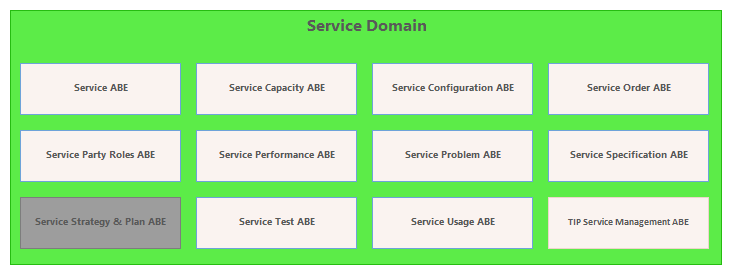 Service Domain
Service ABE
Service Capacity ABE
Service Configuration ABE
Service Order ABE
Service Party Roles ABE
Service Performance ABE
Service Problem ABE
Service Specification ABE
Service Strategy & Plan ABE
Service Test ABE
Service Usage ABE
TIP Service Management ABE